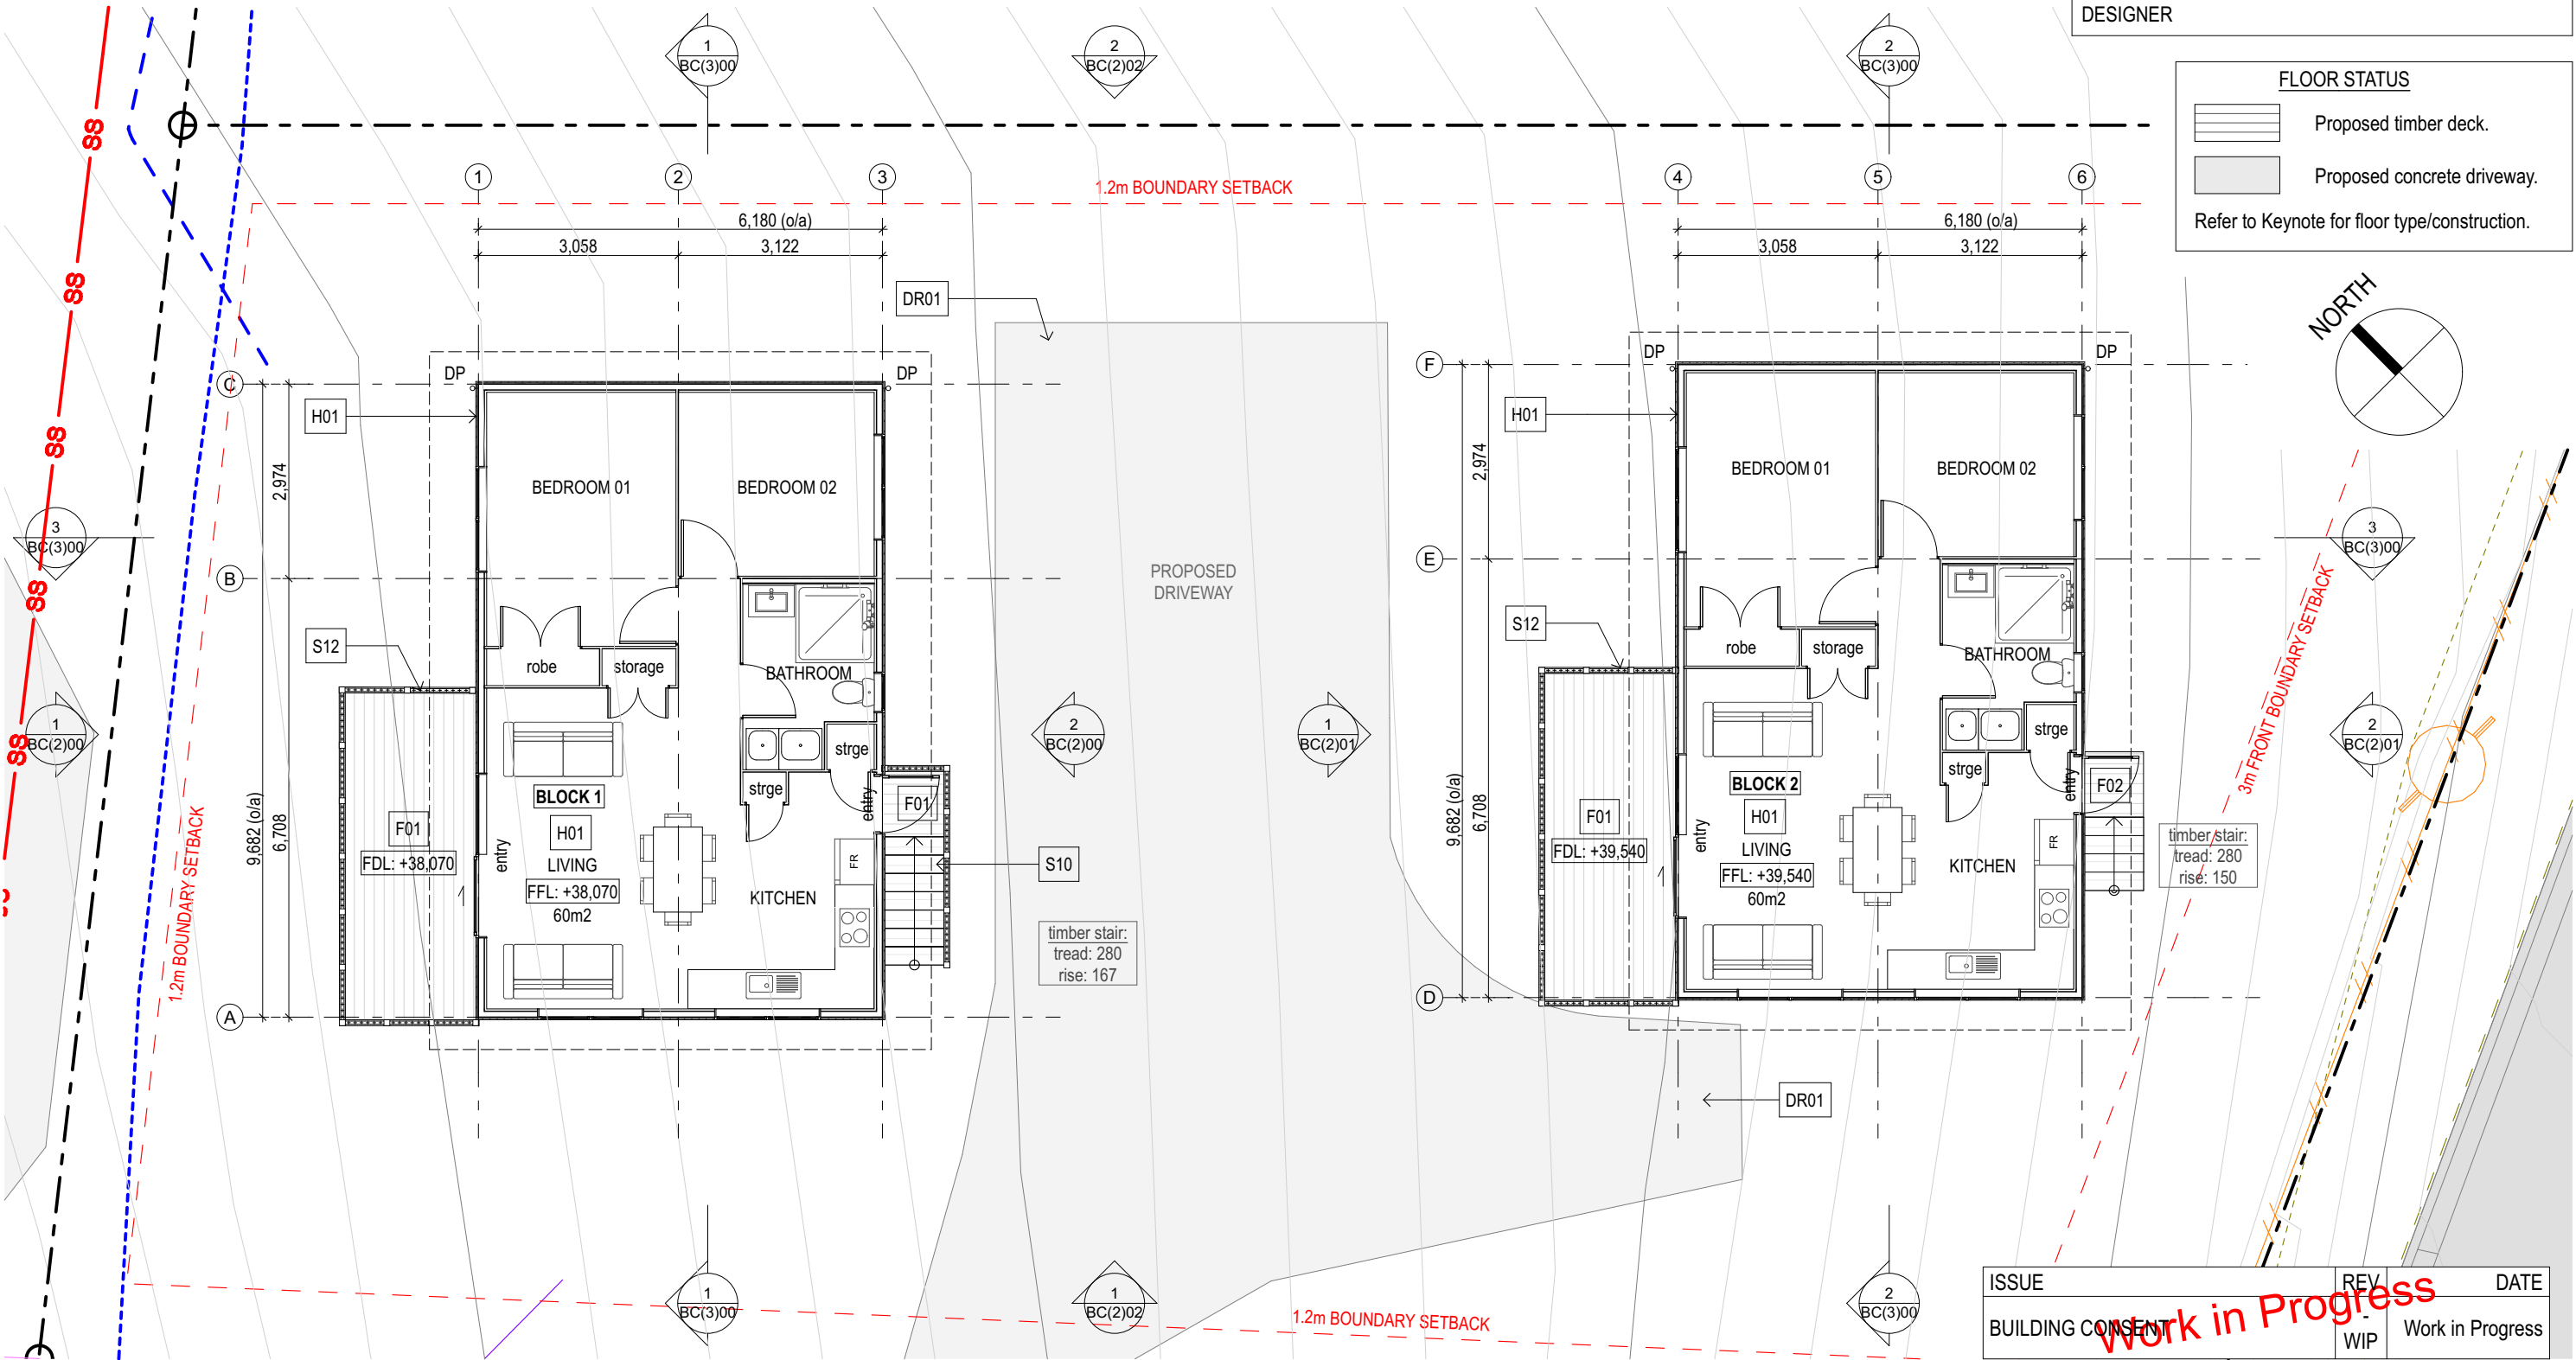 DESIGNER
FLOOR STATUS
Proposed timber deck.
Proposed concrete driveway.
Refer to Keynote for floor type/construction.
NORTH
1
BC(3)00
2
BC(2)02
2
BC(3)00
SS
SS
SS
SS
SS
1 2 3
4 5 6
1.2m BOUNDARY SETBACK
6,180 (o/a)
3,058 3,122
6,180 (o/a)
3,058 3,122
DR01
C
DP DP
H01
2,974
BEDROOM 01
BEDROOM 02
3
BC(3)00
B
S12
robe
storage
BATHROOM
strge
strge
1
BC(2)00
9,682 (o/a)
6,708
1.2m BOUNDARY SETBACK
F01
FDL: +38,070
entry
BLOCK 1
H01
LIVING
FFL: +38,070
60m2
KITCHEN
FR
entry
F01
S10
timber stair:
tread: 280
rise: 167
A
PROPOSED
DRIVEWAY
2
BC(2)00
1
BC(2)01
F
DP DP
H01
2,974
BEDROOM 01
BEDROOM 02
E
S12
robe
storage
BATHROOM
strge
strge
9,682 (o/a)
6,708
F01
FDL: +39,540
entry
BLOCK 2
H01
LIVING
FFL: +39,540
60m2
KITCHEN
FR
entry
F02
timber stair:
tread: 280
rise: 150
D
DR01
3
BC(3)00
2
BC(2)01
3m FRONT BOUNDARY SETBACK
1
BC(3)00
1
BC(2)02
2
BC(3)00
1.2m BOUNDARY SETBACK
ISSUE REV DATE
BUILDING CONSENT - WIP Work in Progress
Work in Progress